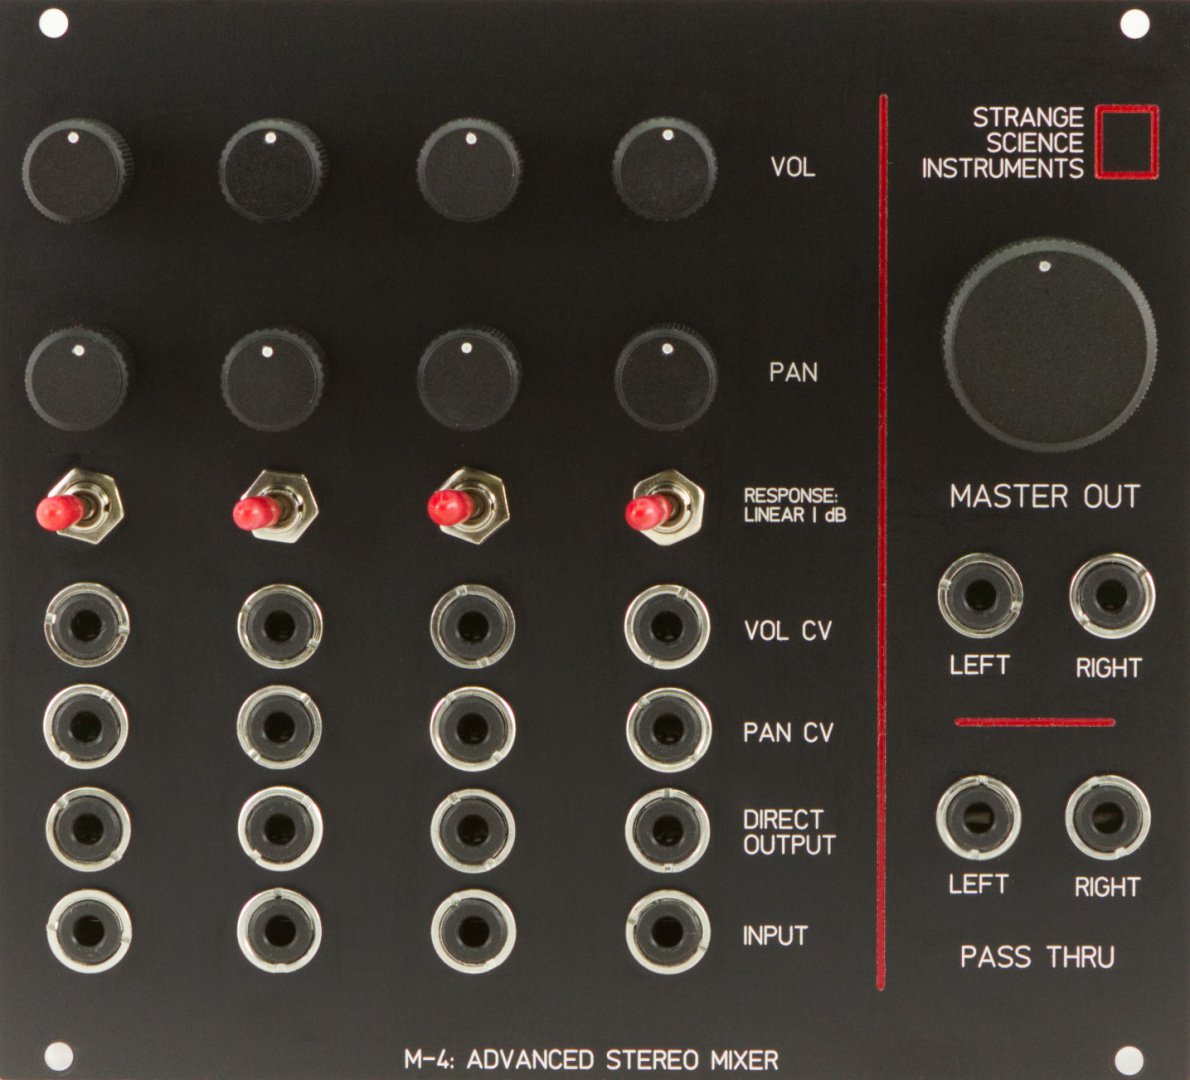 STRANGE
SCIENCE
INSTRUMENTS
VOL
PAN
RESPONSE:
LINEAR | dB
MASTER OUT
VOL CV
LEFT
RIGHT
PAN CV
DIRECT
OUTPUT
LEFT
RIGHT
INPUT
PASS THRU
M-4: ADVANCED STEREO MIXER